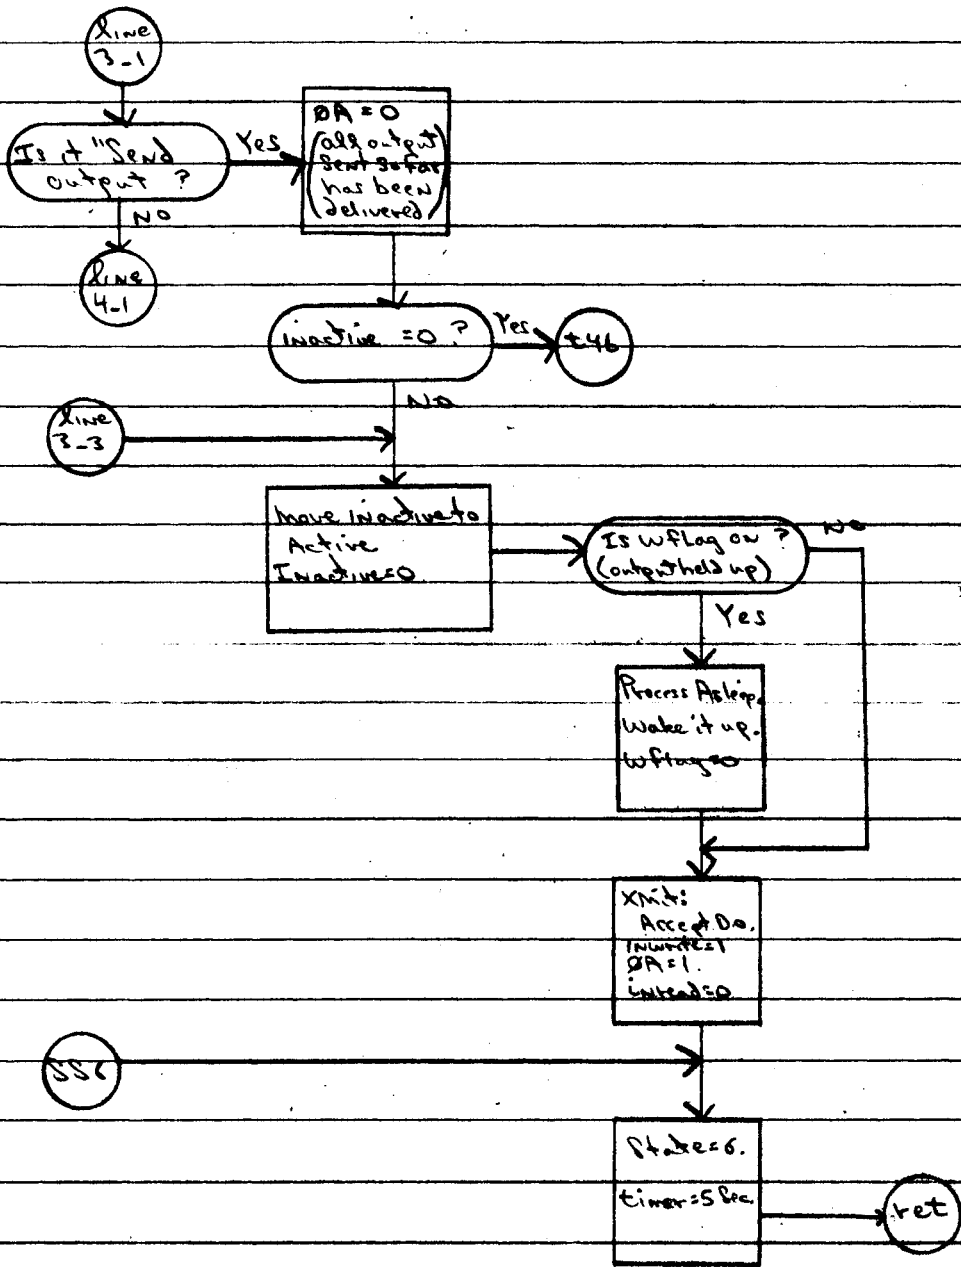 line
3-1
Is it "Send
output ?
Yes
ØA = 0
(all output
sent so far
has been
delivered)
NO
line
4-1
inactive = 0 ?
Yes
t46
NO
line
3-3
Move inactive to
Active
Inactive=0.
Is wflag on ?
(output held up)
NO
Yes
Process Asleep.
Wake it up.
wflag=0
xmit:
Accept Do.
inwrite=1
ØA=1.
inread=0
SS6
State=6.
timer=5 Sec.
ret